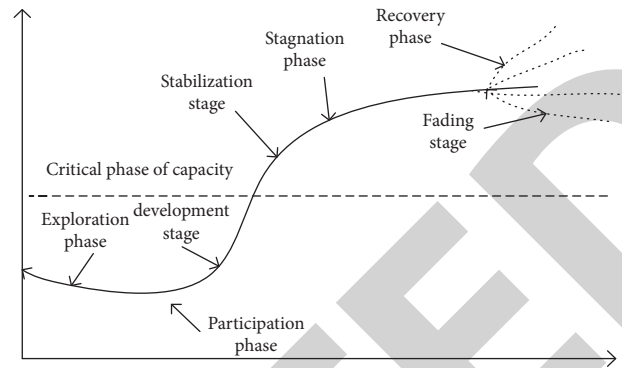 Recovery
phase
Stagnation
phase
Stabilization
stage
Fading
stage
Critical phase of capacity
development
stage
Exploration
phase
Participation
phase